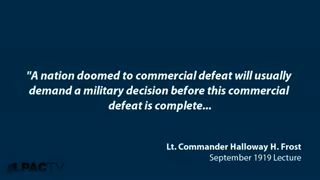 "A nation doomed to commercial defeat will usually
demand a military decision before this commercial
defeat is complete...
Lt. Commander Halloway H. Frost
September 1919 Lecture
LPACTV